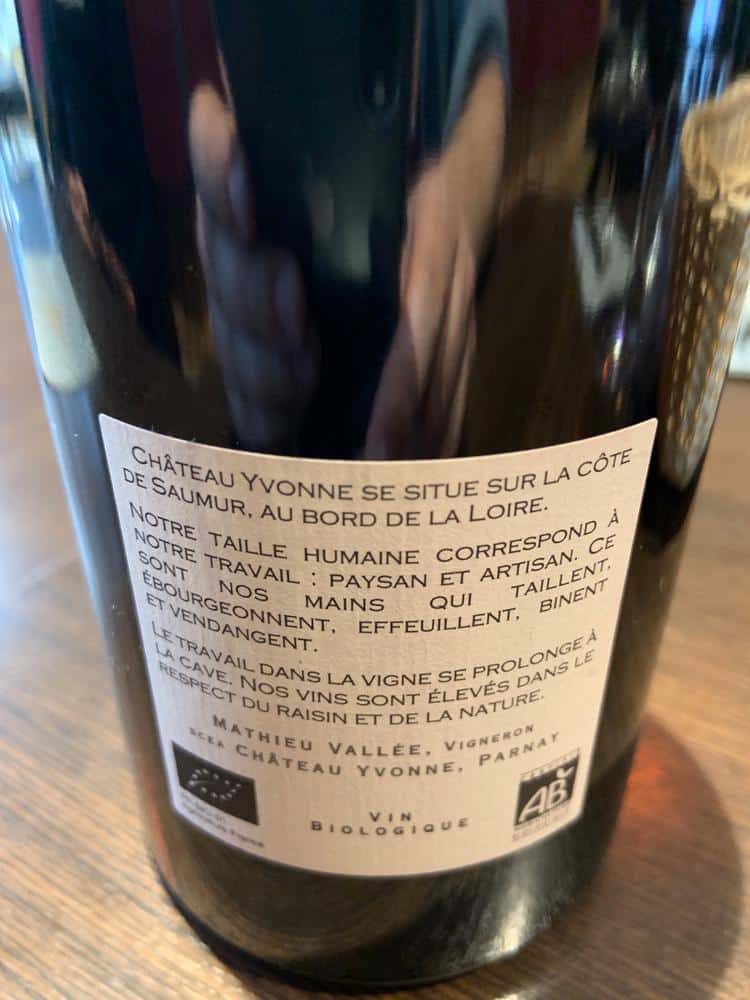 CHÂTEAU YVONNE SE SITUE SUR LA CÔTE
DE SAUMUR, AU BORD DE LA LOIRE.
NOTRE TAILLE HUMAINE CORRESPOND À
NOTRE TRAVAIL : PAYSAN ET ARTISAN. CE
SONT NOS MAINS QUI TAILLENT,
ÉBOURGEONNENT, EFFEUILLENT, BINENT
ET VENDANGENT.
LE TRAVAIL DANS LA VIGNE SE PROLONGE À
LA CAVE. NOS VINS SONT ÉLEVÉS DANS LE
RESPECT DU RAISIN ET DE LA NATURE.
MATHIEU VALLÉE, VIGNERON
SCEA CHÂTEAU YVONNE, PARNAY
VIN
BIOLOGIQUE
AB